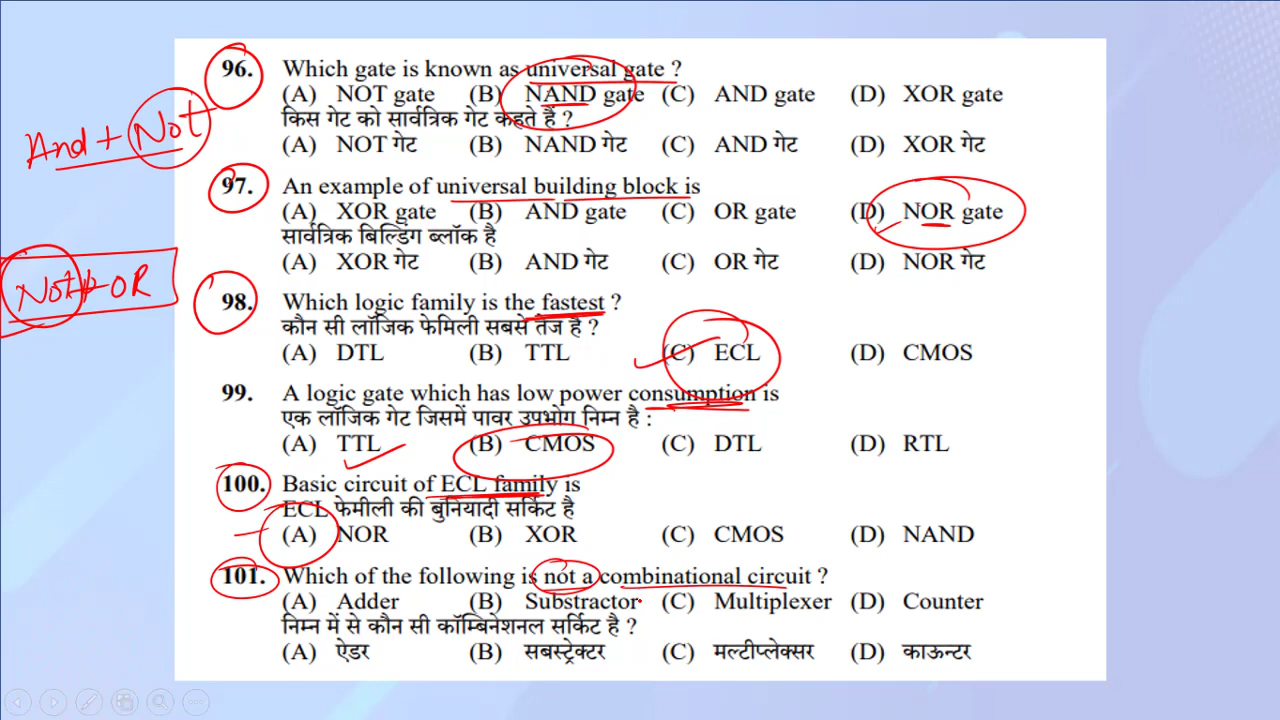 96. Which gate is known as universal gate ?
(A) NOT gate (B) NAND gate (C) AND gate (D) XOR gate
किस गेट को सार्वत्रिक गेट कहते हैं ?
(A) NOT गेट (B) NAND गेट (C) AND गेट (D) XOR गेट
And + Not
97. An example of universal building block is
(A) XOR gate (B) AND gate (C) OR gate (D) NOR gate
सार्वत्रिक बिल्डिंग ब्लॉक है
(A) XOR गेट (B) AND गेट (C) OR गेट (D) NOR गेट
Not + OR
98. Which logic family is the fastest ?
कौन सी लॉजिक फेमिली सबसे तेज है ?
(A) DTL (B) TTL (C) ECL (D) CMOS
99. A logic gate which has low power consumption is
एक लॉजिक गेट जिसमें पावर उपभोग निम्न है :
(A) TTL (B) CMOS (C) DTL (D) RTL
100. Basic circuit of ECL family is
ECL फेमीली की बुनियादी सर्किट है
(A) NOR (B) XOR (C) CMOS (D) NAND
101. Which of the following is not a combinational circuit ?
(A) Adder (B) Substractor (C) Multiplexer (D) Counter
निम्न में से कौन सी कॉम्बिनेशनल सर्किट है ?
(A) ऐडर (B) सबस्ट्रेक्टर (C) मल्टीप्लेक्सर (D) काऊन्टर